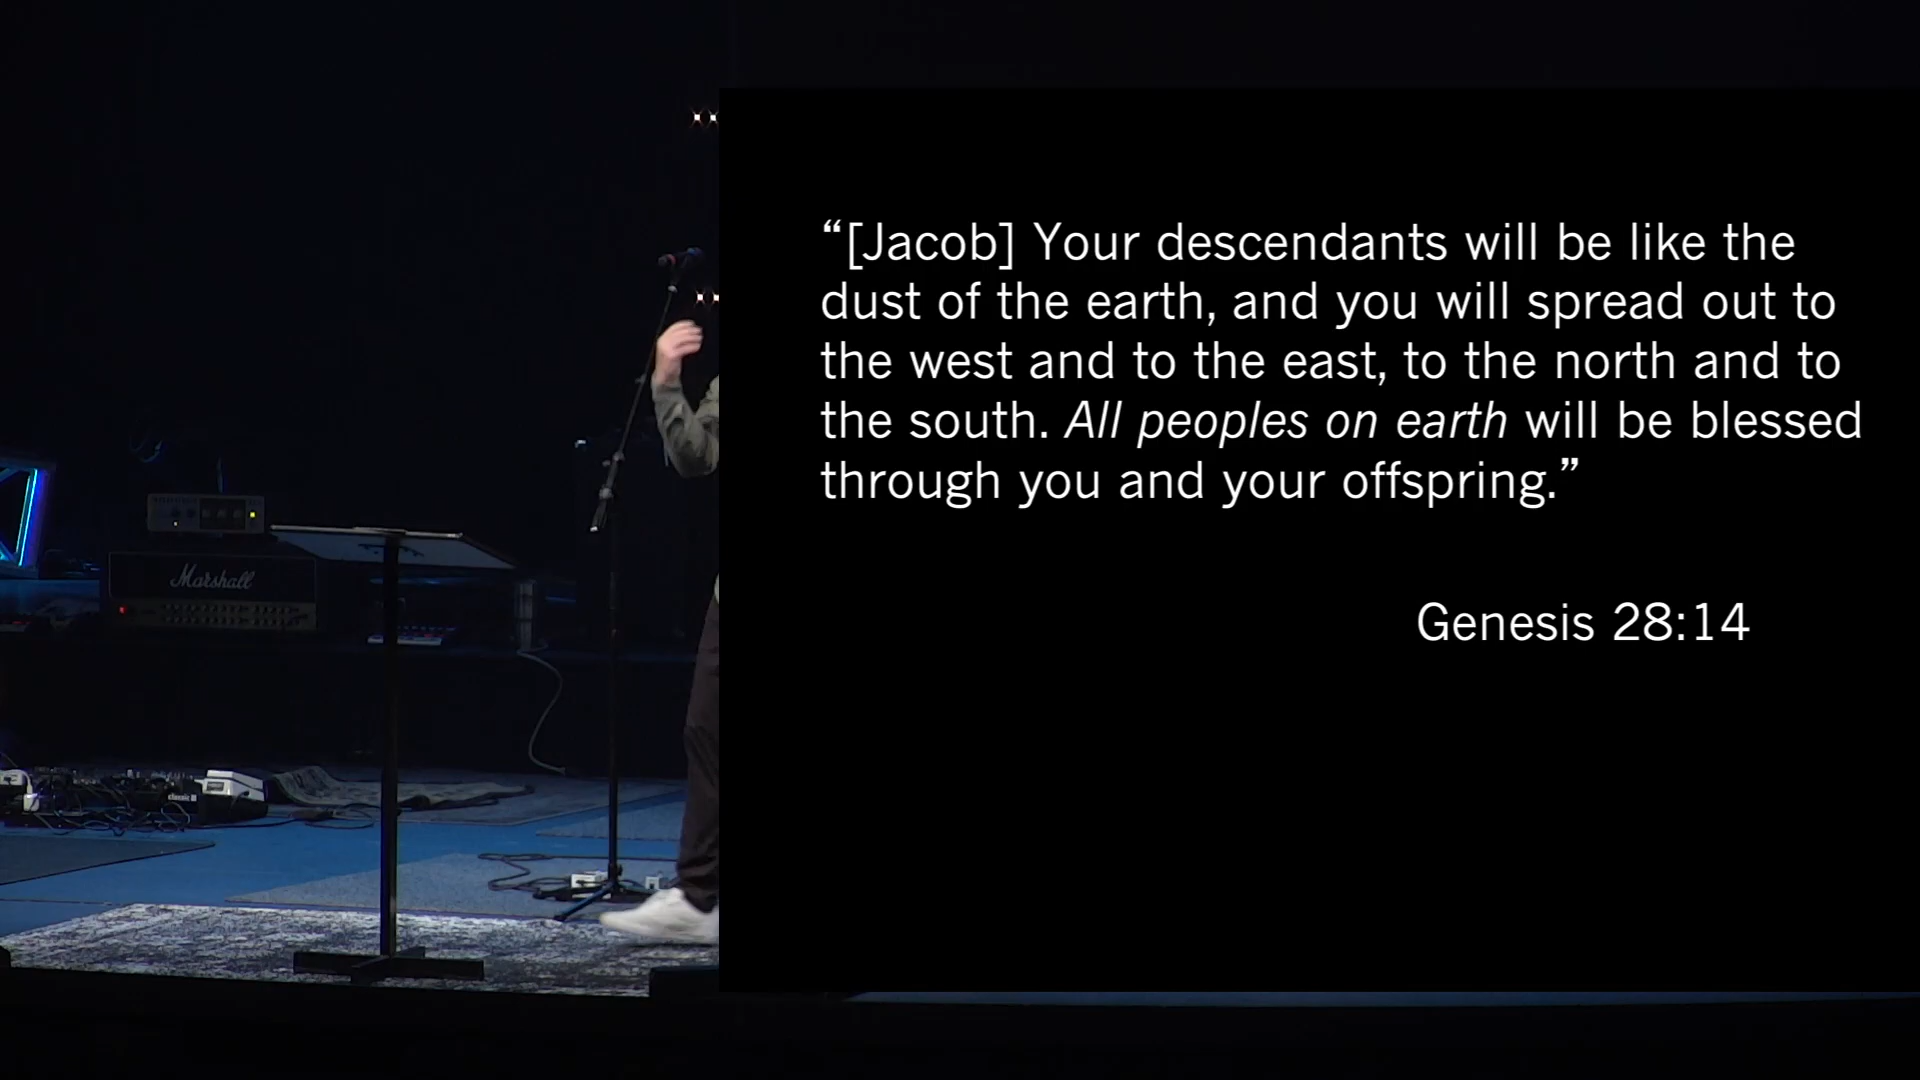 “[Jacob] Your descendants will be like the
dust of the earth, and you will spread out to
the west and to the east, to the north and to
the south. All peoples on earth will be blessed
through you and your offspring.”
Genesis 28:14
Marshall
classic